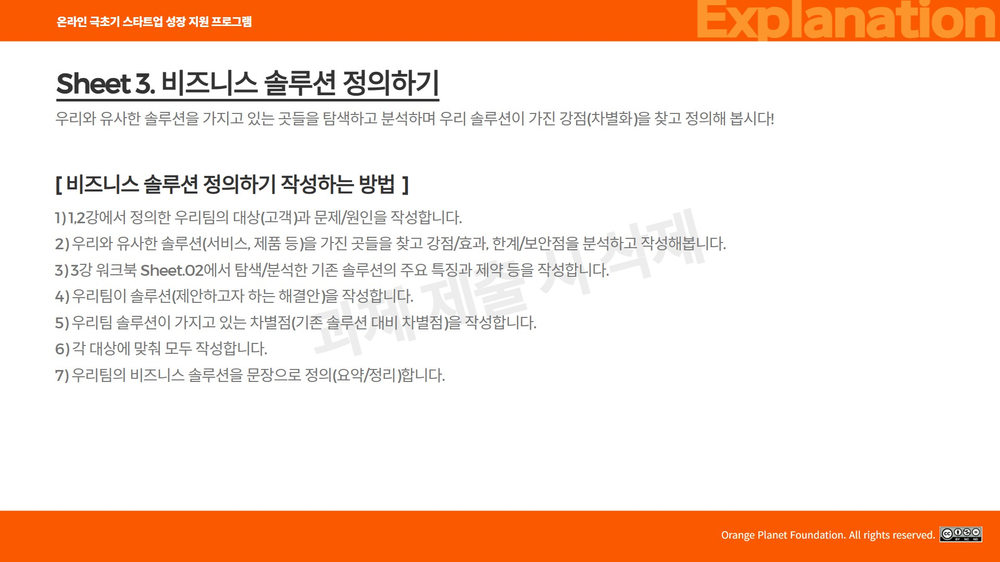 온라인 극초기 스타트업 성장 지원 프로그램
Explanation
Sheet 3. 비즈니스 솔루션 정의하기
우리와 유사한 솔루션을 가지고 있는 곳들을 탐색하고 분석하며 우리 솔루션이 가진 강점(차별화)을 찾고 정의해 봅시다!
[ 비즈니스 솔루션 정의하기 작성하는 방법 ]
1) 1,2강에서 정의한 우리팀의 대상(고객)과 문제/원인을 작성합니다.
2) 우리와 유사한 솔루션(서비스, 제품 등)을 가진 곳들을 찾고 강점/효과, 한계/보안점을 분석하고 작성해봅니다.
3) 3강 워크북 Sheet.02에서 탐색/분석한 기존 솔루션의 주요 특징과 제약 등을 작성합니다.
4) 우리팀이 솔루션(제안하고자 하는 해결안)을 작성합니다.
5) 우리팀 솔루션이 가지고 있는 차별점(기존 솔루션 대비 차별점)을 작성합니다.
6) 각 대상에 맞춰 모두 작성합니다.
7) 우리팀의 비즈니스 솔루션을 문장으로 정의(요약/정리)합니다.
과제 제출 시 삭제
Orange Planet Foundation. All rights reserved.
cc BY NC ND